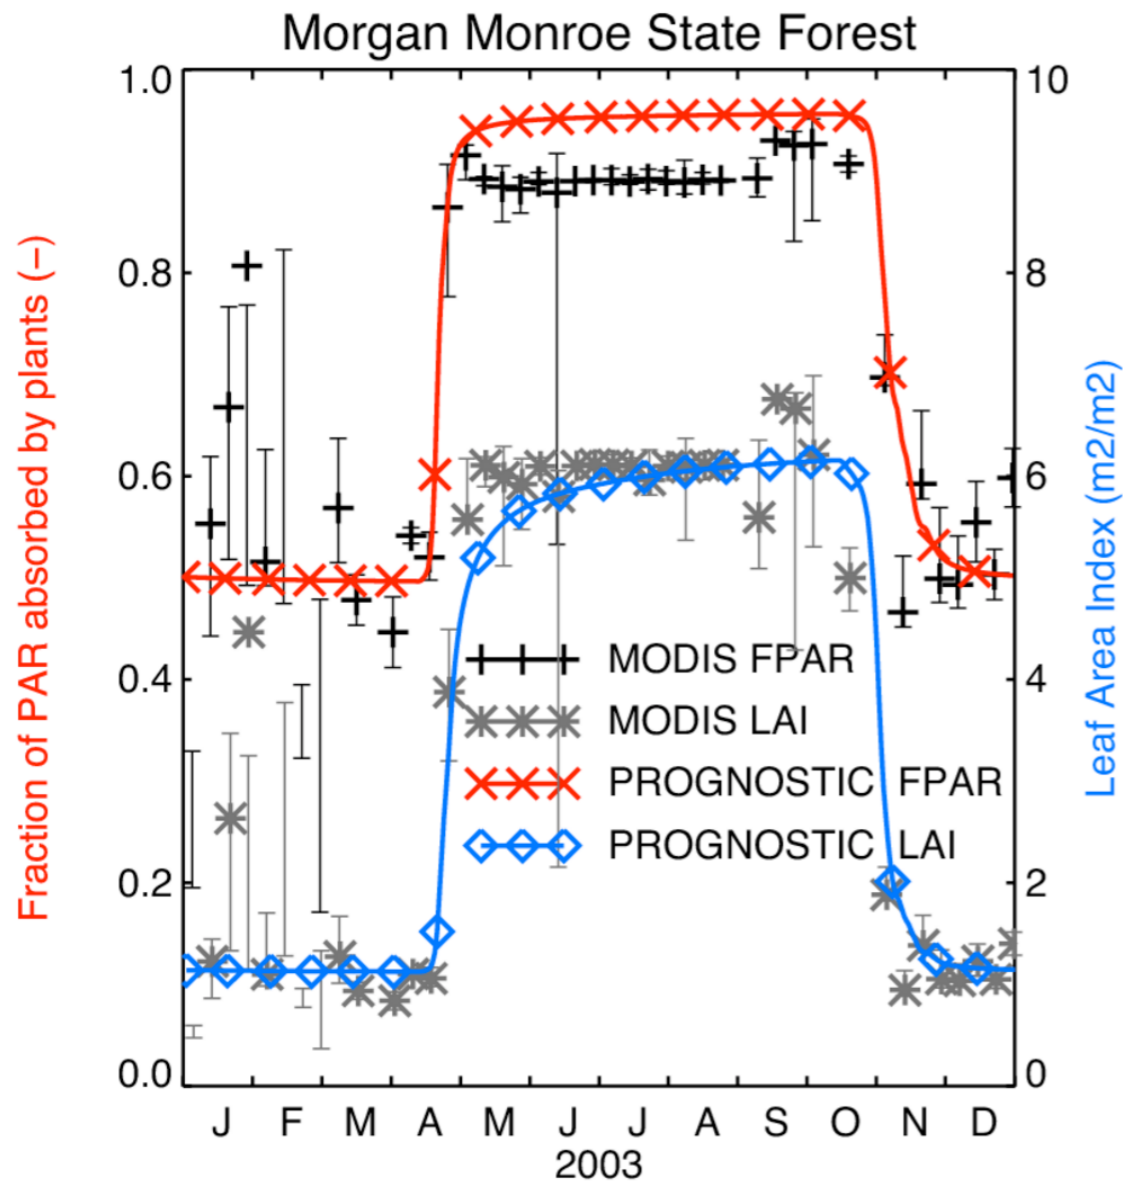 Morgan Monroe State Forest
Fraction of PAR absorbed by plants (−)
1.0
0.8
0.6
0.4
0.2
0.0
10
8
6
4
2
0
Leaf Area Index (m2/m2)
MODIS FPAR
MODIS LAI
PROGNOSTIC FPAR
PROGNOSTIC LAI
J F M A M J J A S O N D
2003